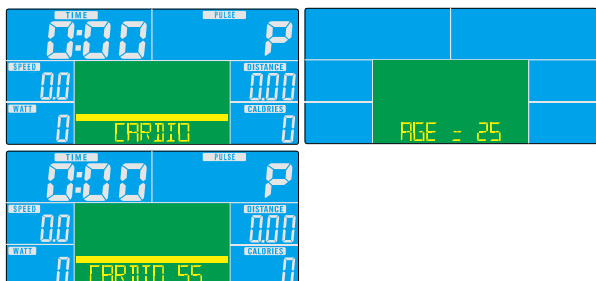 TIME PULSE
0:00 P
SPEED DISTANCE
0.0 0.00
WATT CALORIES
0 CARDIO 0
AGE = 25
TIME PULSE
0:00 P
SPEED DISTANCE
0.0 0.00
WATT CALORIES
0 CARDIO 55 0